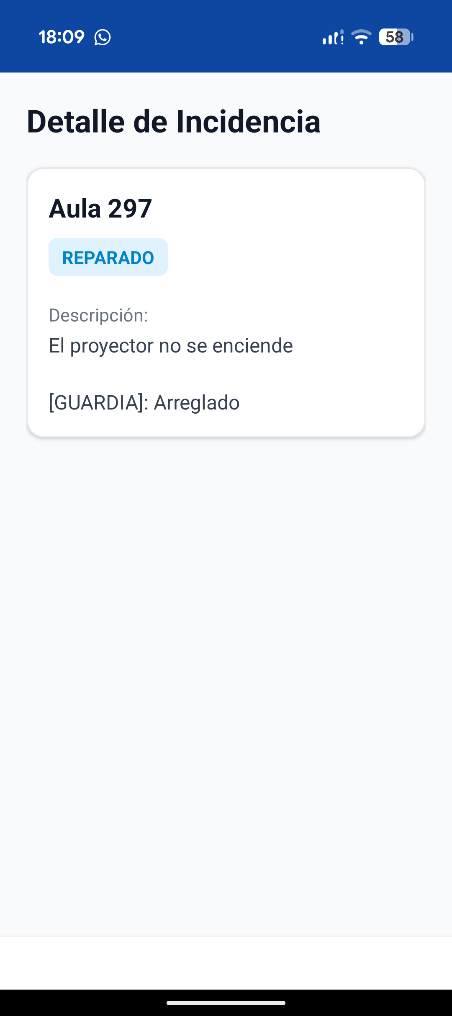 18:09
58
Detalle de Incidencia
Aula 297
REPARADO
Descripción:
El proyector no se enciende
[GUARDIA]: Arreglado